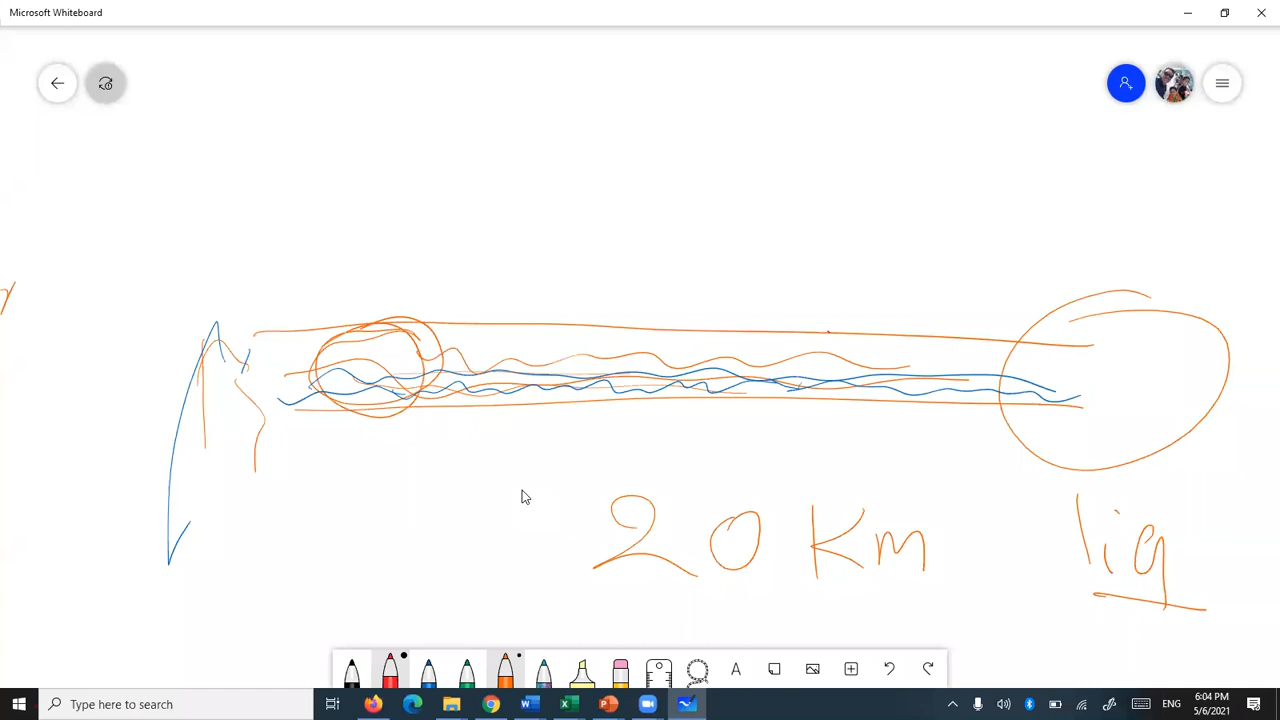 Microsoft Whiteboard
20 Km
liq
Type here to search
ENG
6:04 PM
5/6/2021